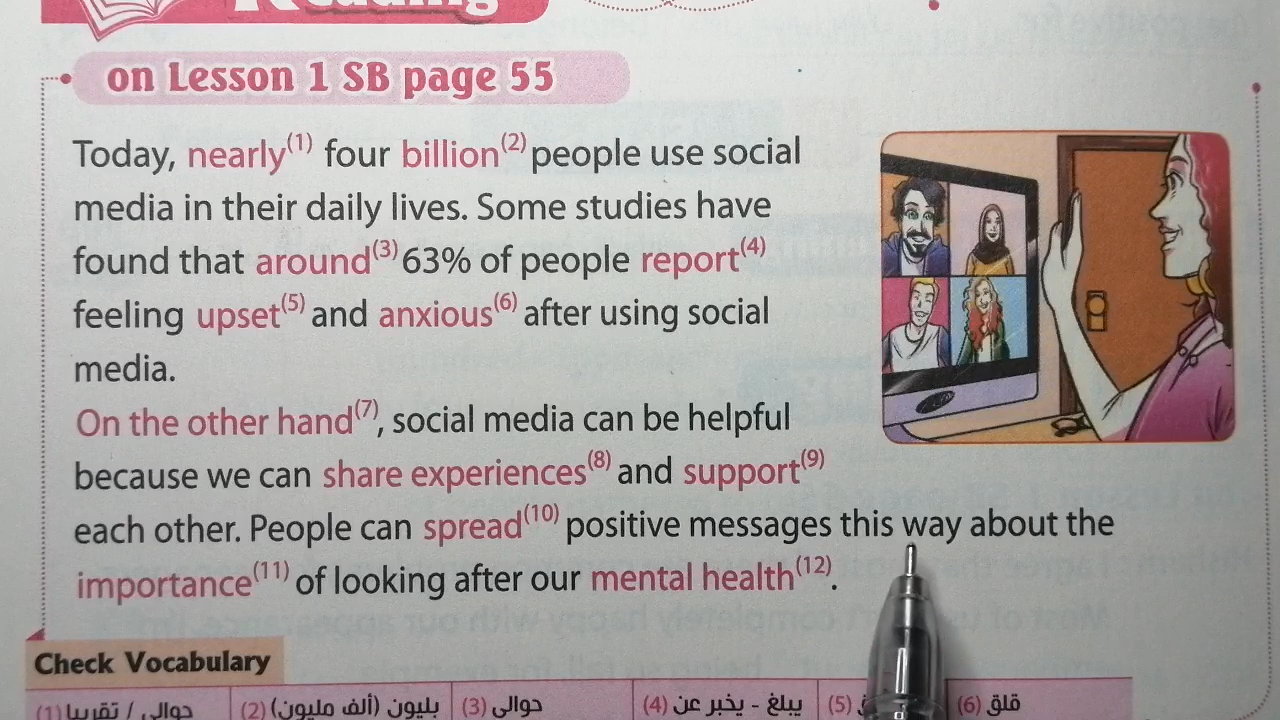 Reading
on Lesson 1 SB page 55
Today, nearly(1) four billion(2) people use social
media in their daily lives. Some studies have
found that around(3) 63% of people report(4)
feeling upset(5) and anxious(6) after using social
media.
On the other hand(7), social media can be helpful
because we can share experiences(8) and support(9)
each other. People can spread(10) positive messages this way about the
importance(11) of looking after our mental health(12).
Check Vocabulary
(1) حوالى / تقريبا (2) بليون (ألف مليون) (3) حوالى (4) يبلغ - يخبر عن (5) (6) قلق